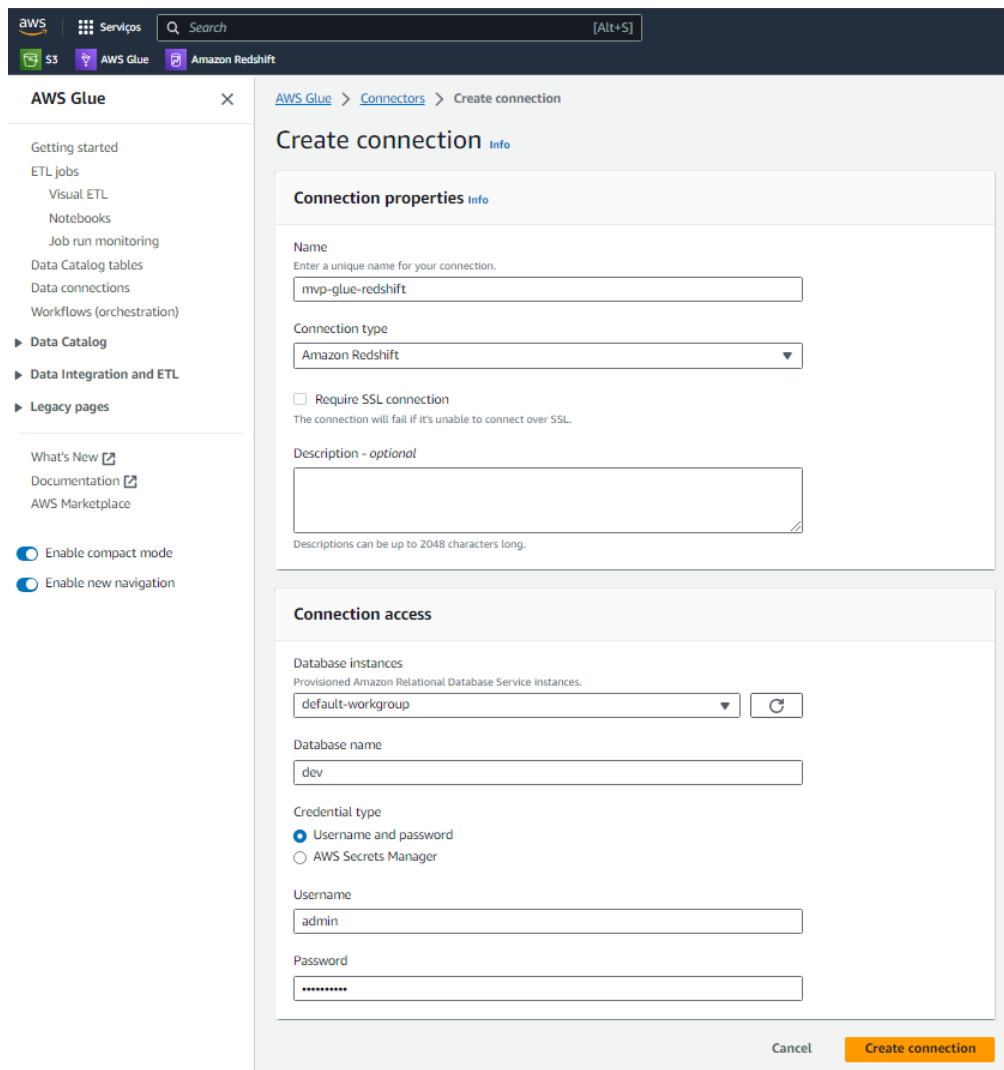 aws
Serviços
Search
[Alt+S]
S3
AWS Glue
Amazon Redshift
AWS Glue
Getting started
ETL jobs
Visual ETL
Notebooks
Job run monitoring
Data Catalog tables
Data connections
Workflows (orchestration)
Data Catalog
Data Integration and ETL
Legacy pages
What's New
Documentation
AWS Marketplace
Enable compact mode
Enable new navigation
AWS Glue > Connectors > Create connection
Create connection Info
Connection properties Info
Name
Enter a unique name for your connection.
mvp-glue-redshift
Connection type
Amazon Redshift
Require SSL connection
The connection will fail if it's unable to connect over SSL.
Description - optional
Descriptions can be up to 2048 characters long.
Connection access
Database instances
Provisioned Amazon Relational Database Service instances.
default-workgroup
Database name
dev
Credential type
Username and password
AWS Secrets Manager
Username
admin
Password
••••••••••
Cancel
Create connection